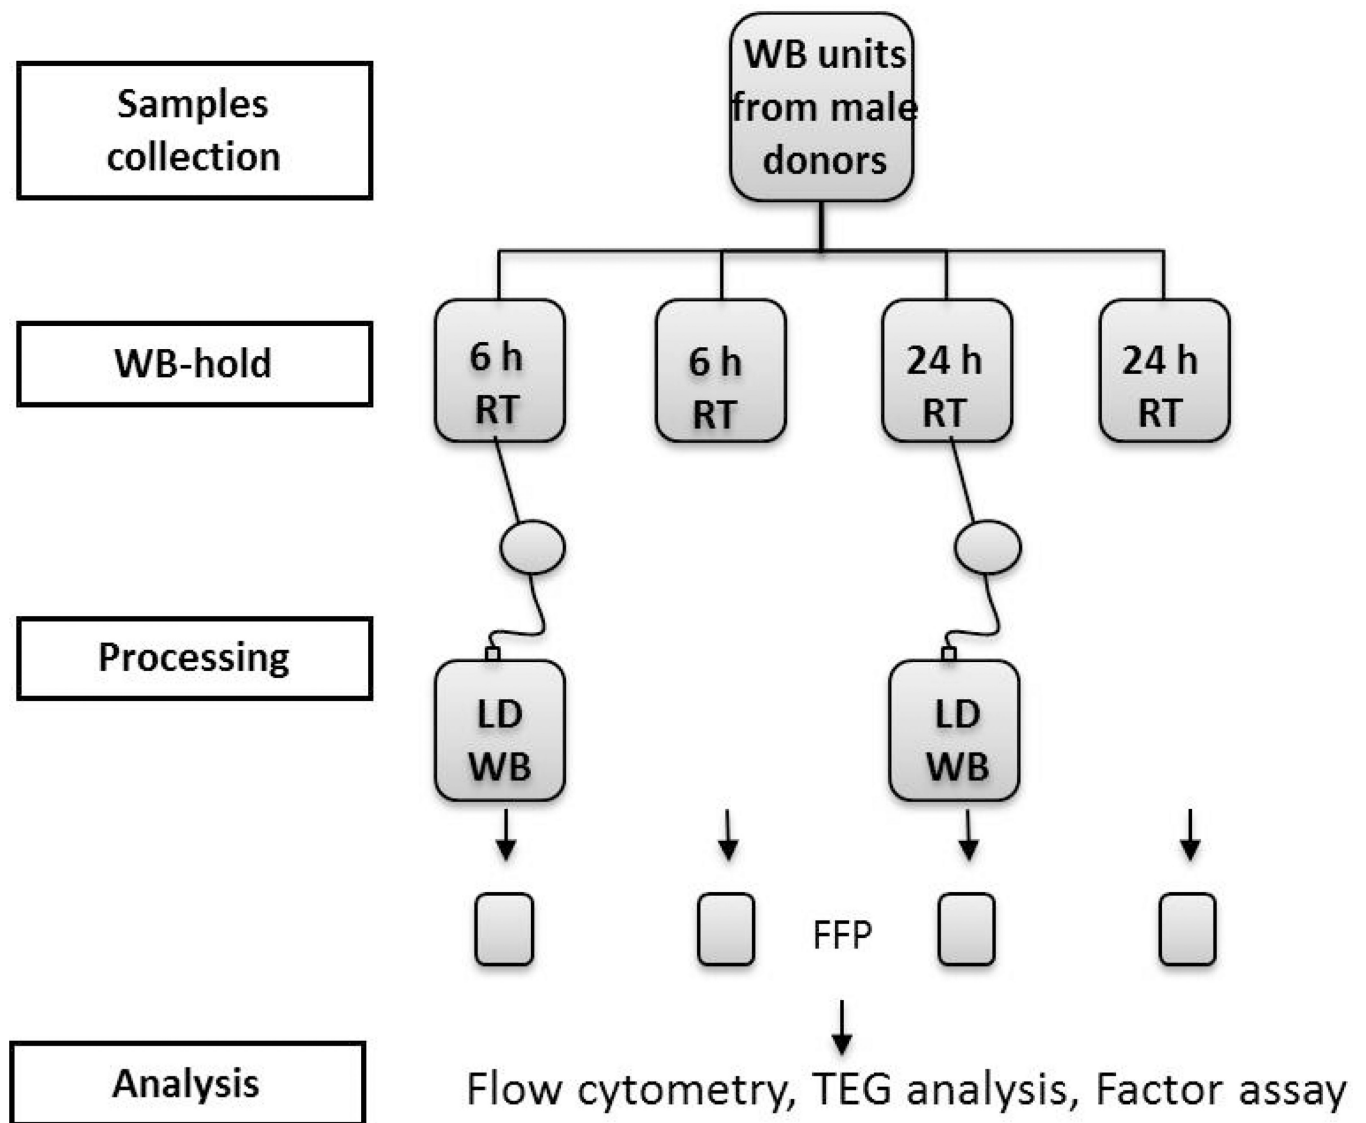 Samples
collection
WB units
from male
donors
WB-hold
6 h
RT
6 h
RT
24 h
RT
24 h
RT
Processing
LD
WB
LD
WB
FFP
Analysis
Flow cytometry, TEG analysis, Factor assay